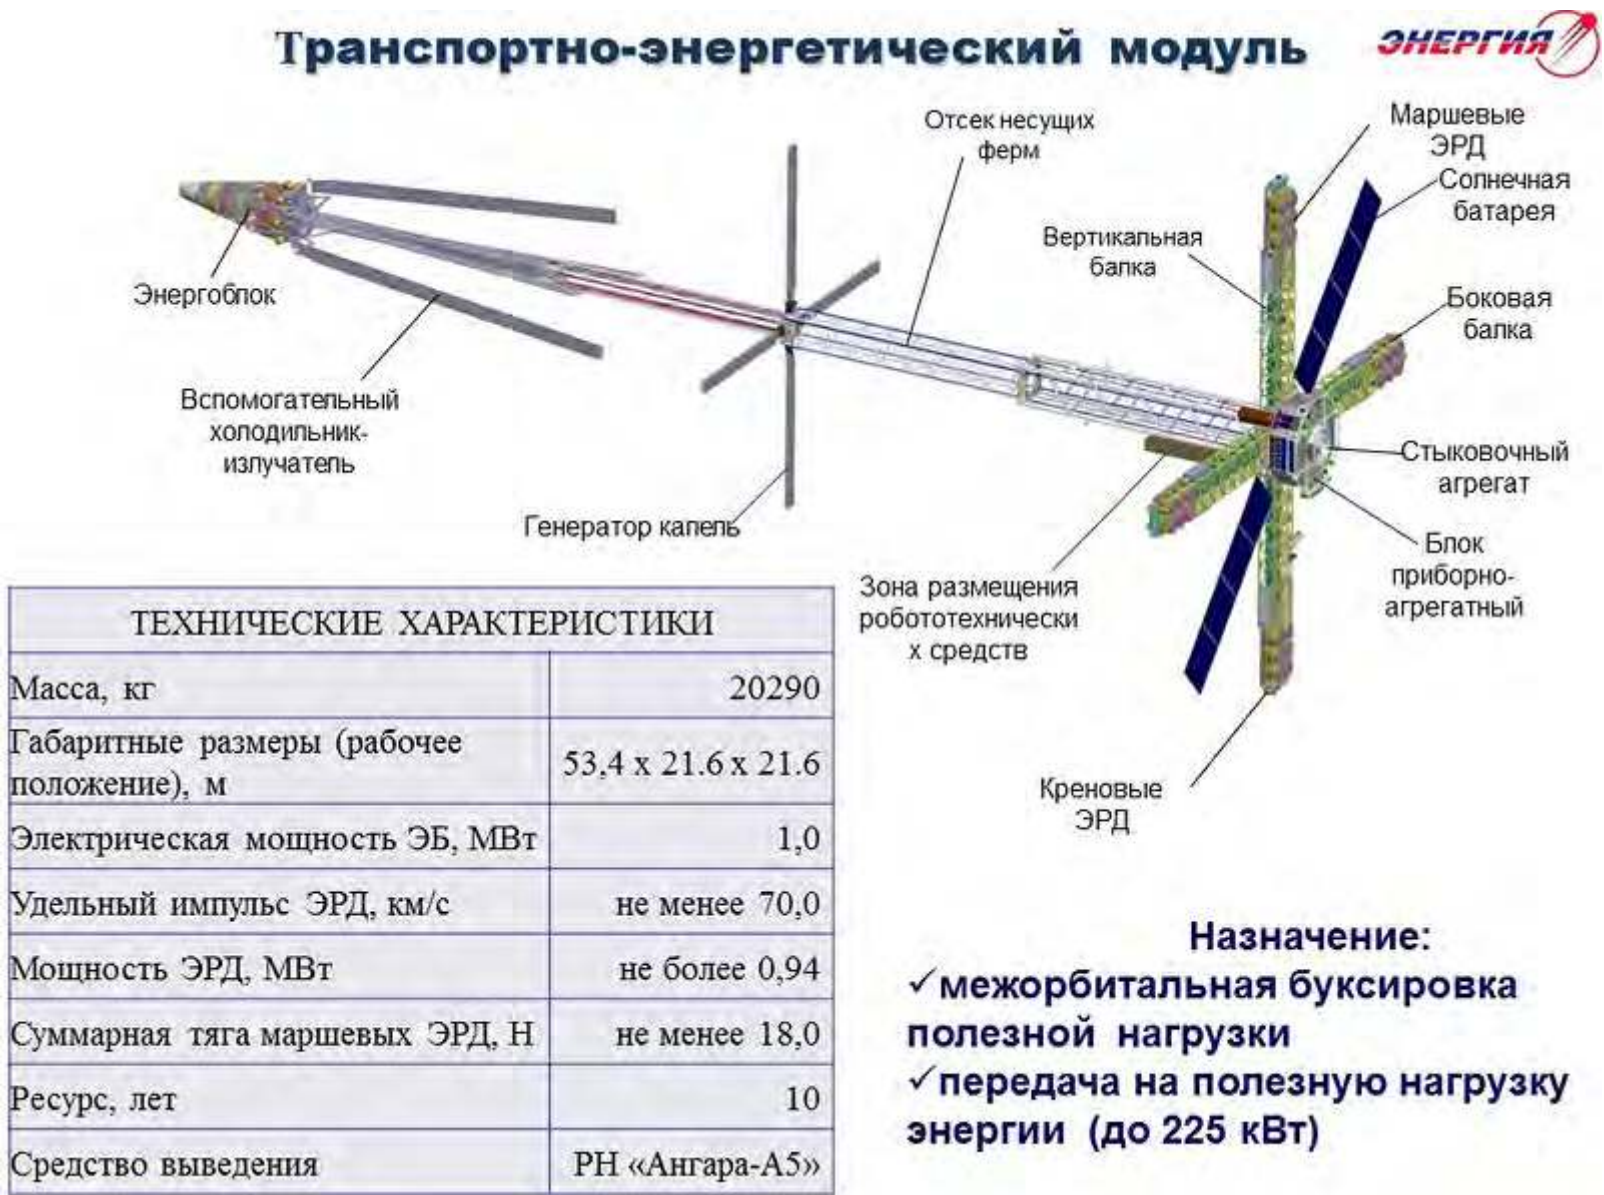 Транспортно-энергетический модуль
ЭНЕРГИЯ
Отсек несущих
ферм
Маршевые
ЭРД
Солнечная
батарея
Вертикальная
балка
Боковая
балка
Энергоблок
Вспомогательный
холодильник-
излучатель
Генератор капель
Стыковочный
агрегат
Блок
приборно-
агрегатный
Зона размещения
робототехнически
х средств
Креновые
ЭРД
ТЕХНИЧЕСКИЕ ХАРАКТЕРИСТИКИ
Масса, кг 20290
Габаритные размеры (рабочее
положение), м 53,4 х 21.6 х 21.6
Электрическая мощность ЭБ, МВт 1,0
Удельный импульс ЭРД, км/с не менее 70,0
Мощность ЭРД, МВт не более 0,94
Суммарная тяга маршевых ЭРД, Н не менее 18,0
Ресурс, лет 10
Средство выведения РН «Ангара-А5»
Назначение:
✓межорбитальная буксировка
полезной нагрузки
✓передача на полезную нагрузку
энергии (до 225 кВт)